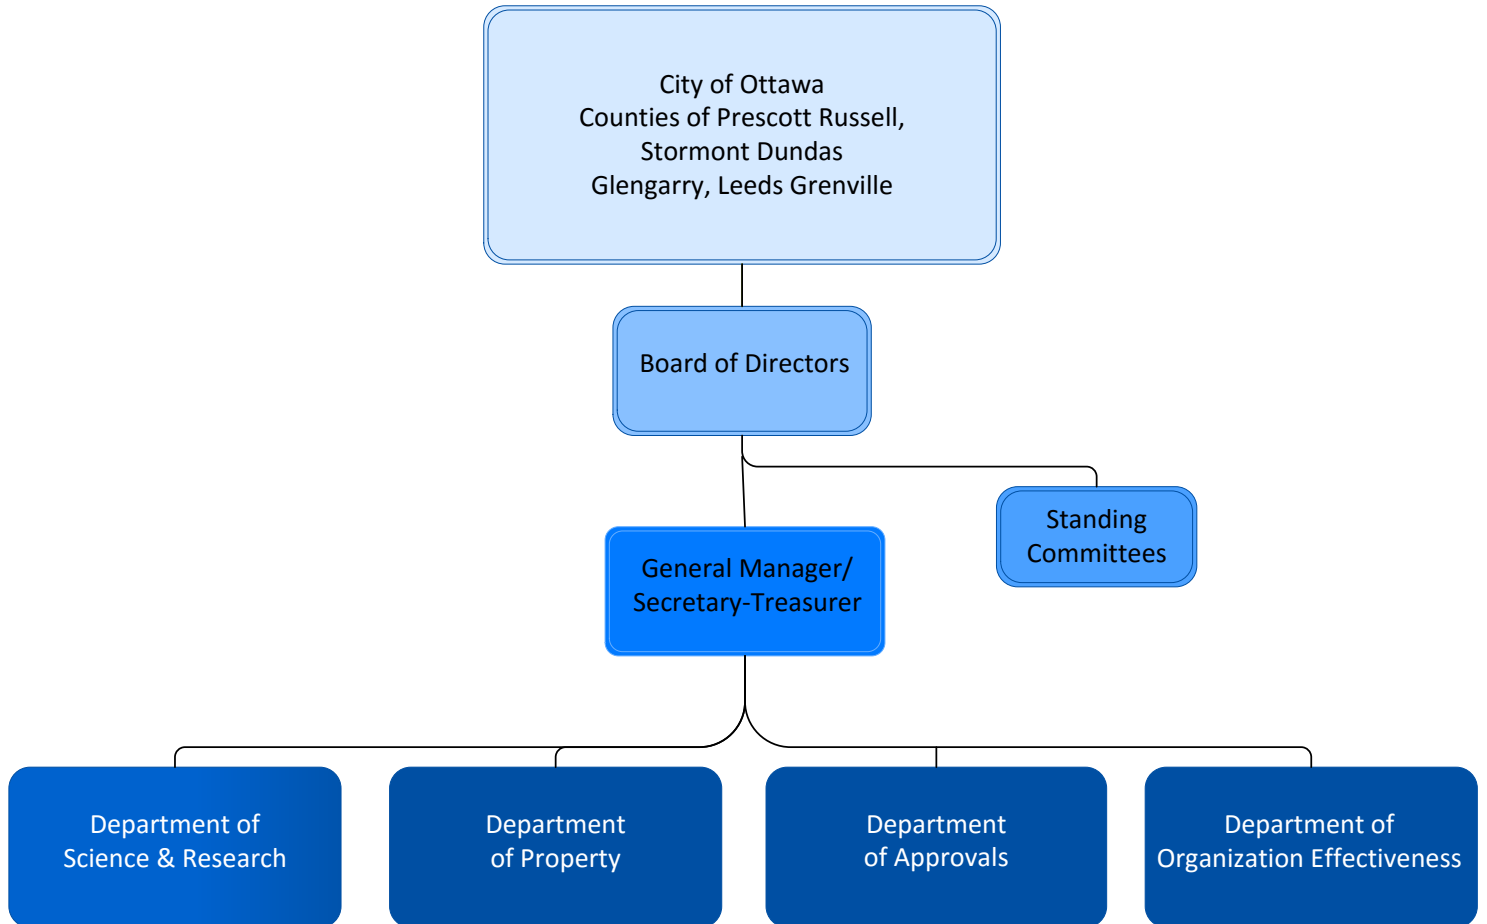 City of Ottawa
Counties of Prescott Russell,
Stormont Dundas
Glengarry, Leeds Grenville
Board of Directors
Standing
Committees
General Manager/
Secretary-Treasurer
Department of
Science & Research
Department
of Property
Department
of Approvals
Department of
Organization Effectiveness